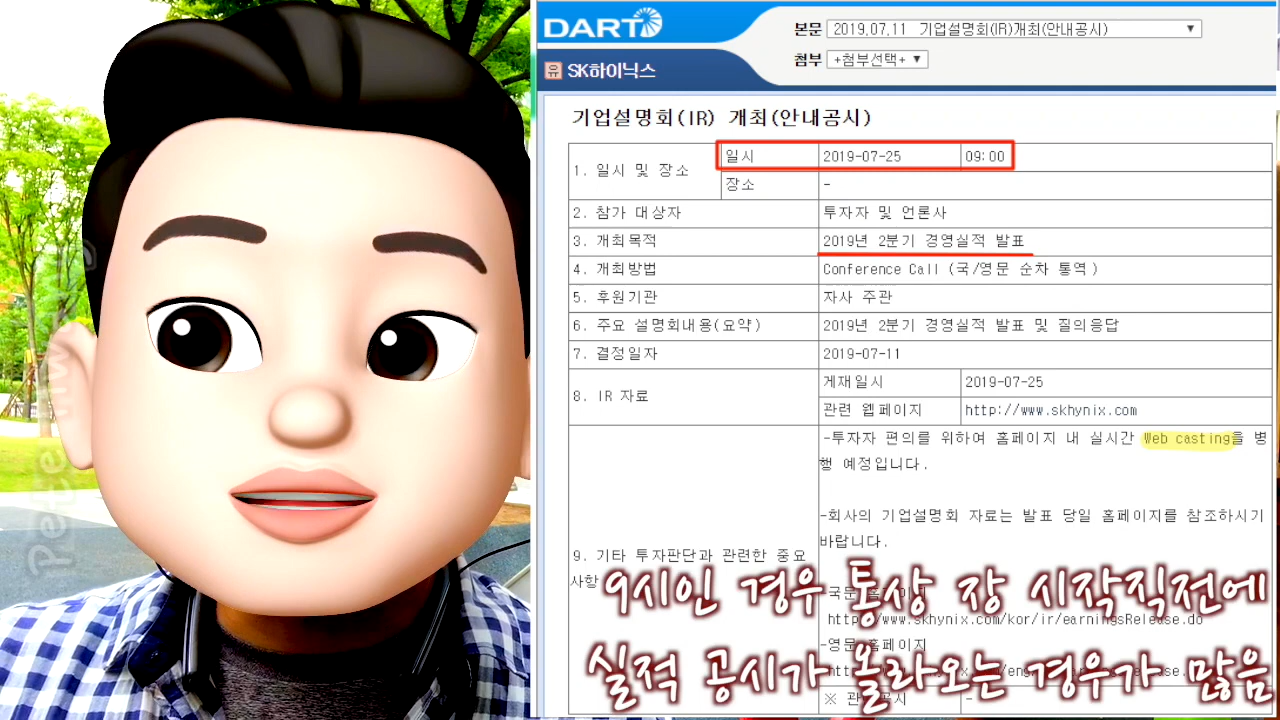 DART
본문 2019.07.11 기업설명회(IR)개최(안내공시)
첨부 +첨부선택+
유 SK하이닉스
기업설명회(IR) 개최(안내공시)
1. 일시 및 장소 일시 2019-07-25 09:00
장소 -
2. 참가 대상자 투자자 및 언론사
3. 개최목적 2019년 2분기 경영실적 발표
4. 개최방법 Conference Call (국/영문 순차 통역)
5. 후원기관 자사 주관
6. 주요 설명회내용(요약) 2019년 2분기 경영실적 발표 및 질의응답
7. 결정일자 2019-07-11
8. IR 자료 게재일시 2019-07-25
관련 웹페이지 http://www.skhynix.com
9. 기타 투자판단과 관련한 중요
사항
-투자자 편의를 위하여 홈페이지 내 실시간 Web casting을 병
행 예정입니다.
-회사의 기업설명회 자료는 발표 당일 홈페이지를 참조하시기
바랍니다.
http://www.skhynix.com/kor/ir/earningsRelease.do
-영문 홈페이지
※ 관 공시 -
9시인 경우 통상 장 시작직전에
실적 공시가 올라오는 경우가 많음